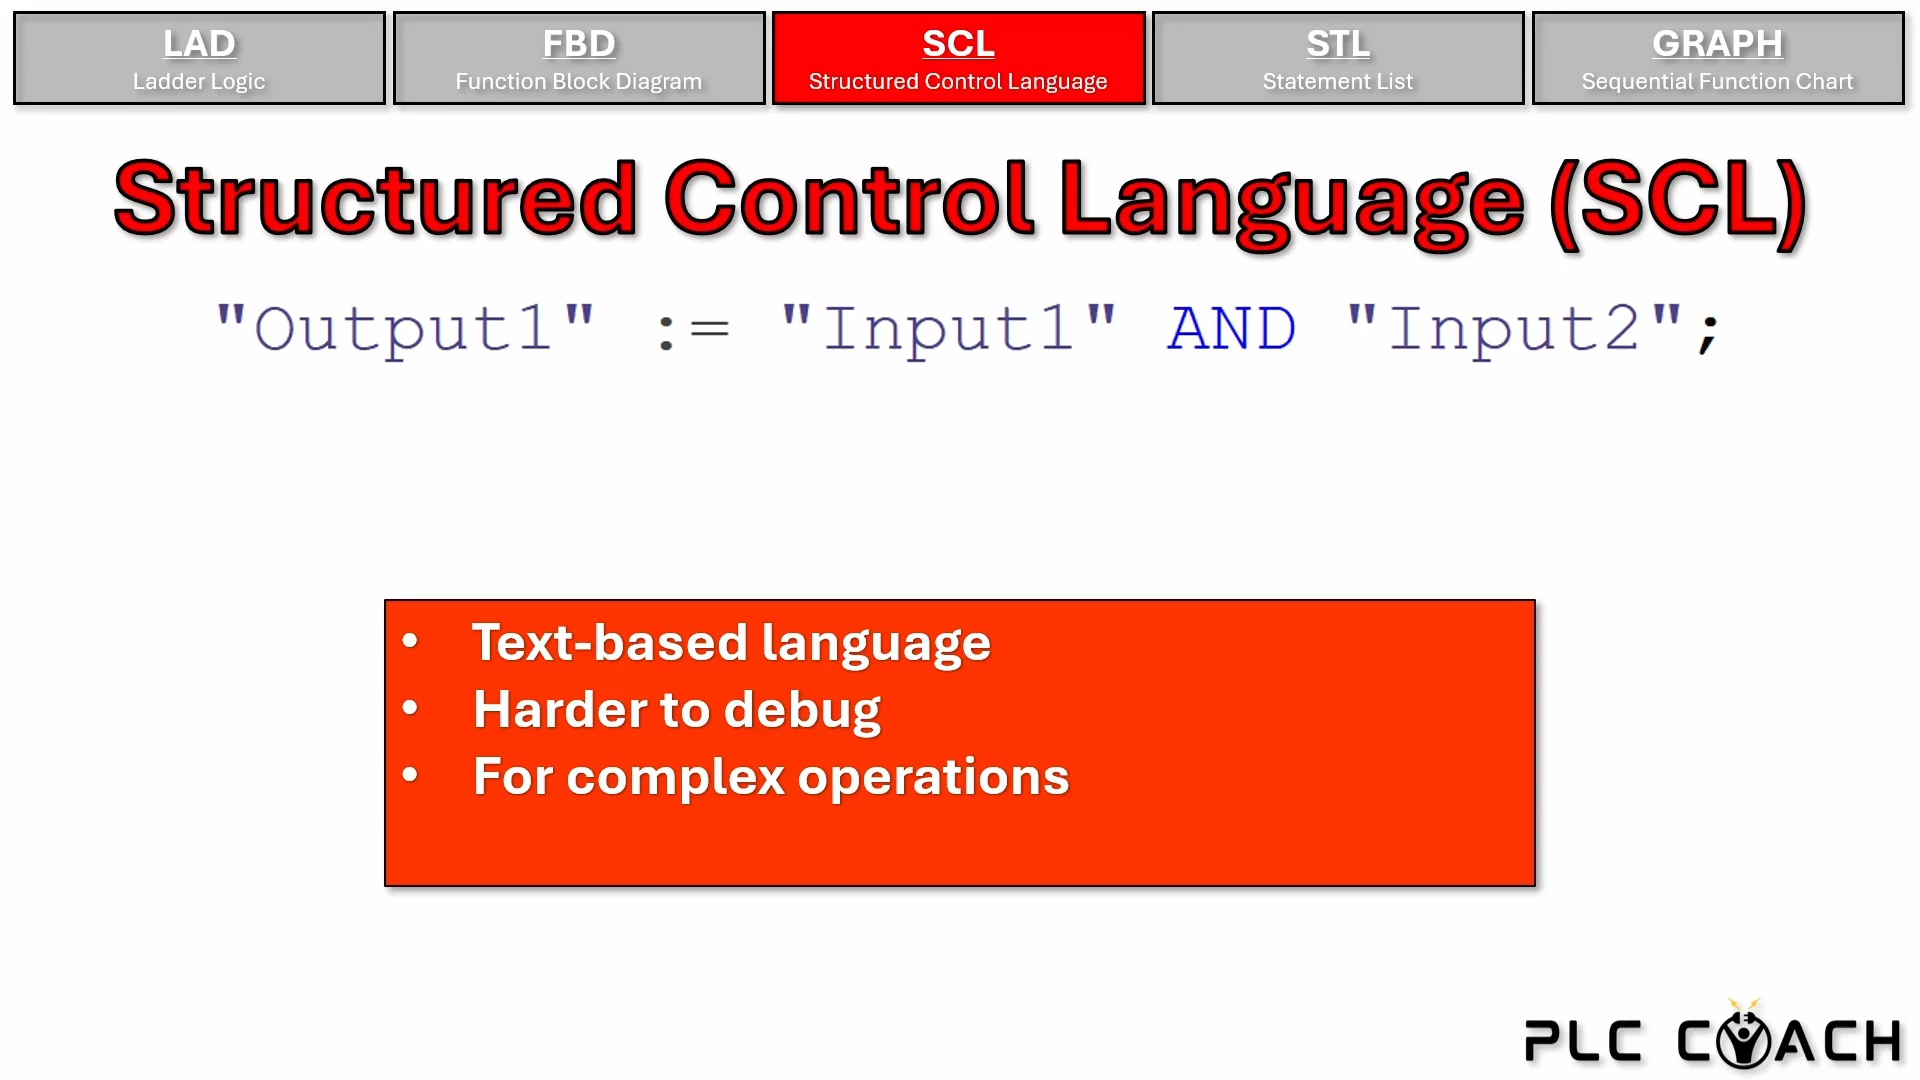 LAD
Ladder Logic
FBD
Function Block Diagram
SCL
Structured Control Language
STL
Statement List
GRAPH
Sequential Function Chart
Structured Control Language (SCL)
"Output1" := "Input1" AND "Input2";
• Text-based language
• Harder to debug
• For complex operations
PLC COACH